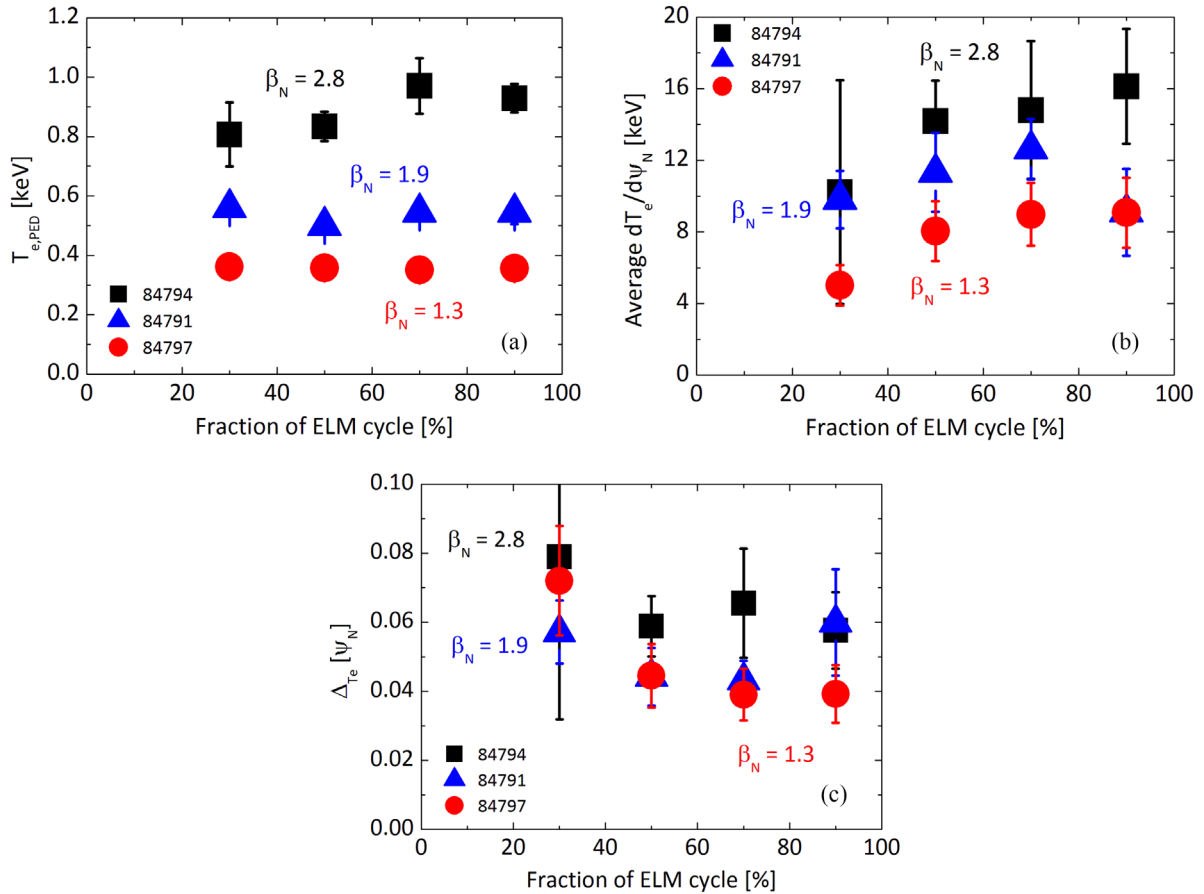 1.2
1.0
0.8
0.6
0.4
0.2
0.0
T_{e,PED} [keV]
β_N = 2.8
β_N = 1.9
β_N = 1.3
84794
84791
84797
(a)
0 20 40 60 80 100
Fraction of ELM cycle [%]
20
16
12
8
4
0
Average dT_e/dψ_N [keV]
84794
84791
84797
β_N = 2.8
β_N = 1.9
β_N = 1.3
(b)
0 20 40 60 80 100
Fraction of ELM cycle [%]
0.10
0.08
0.06
0.04
0.02
0.00
Δ_{Te} [ψ_N]
β_N = 2.8
β_N = 1.9
β_N = 1.3
84794
84791
84797
(c)
0 20 40 60 80 100
Fraction of ELM cycle [%]